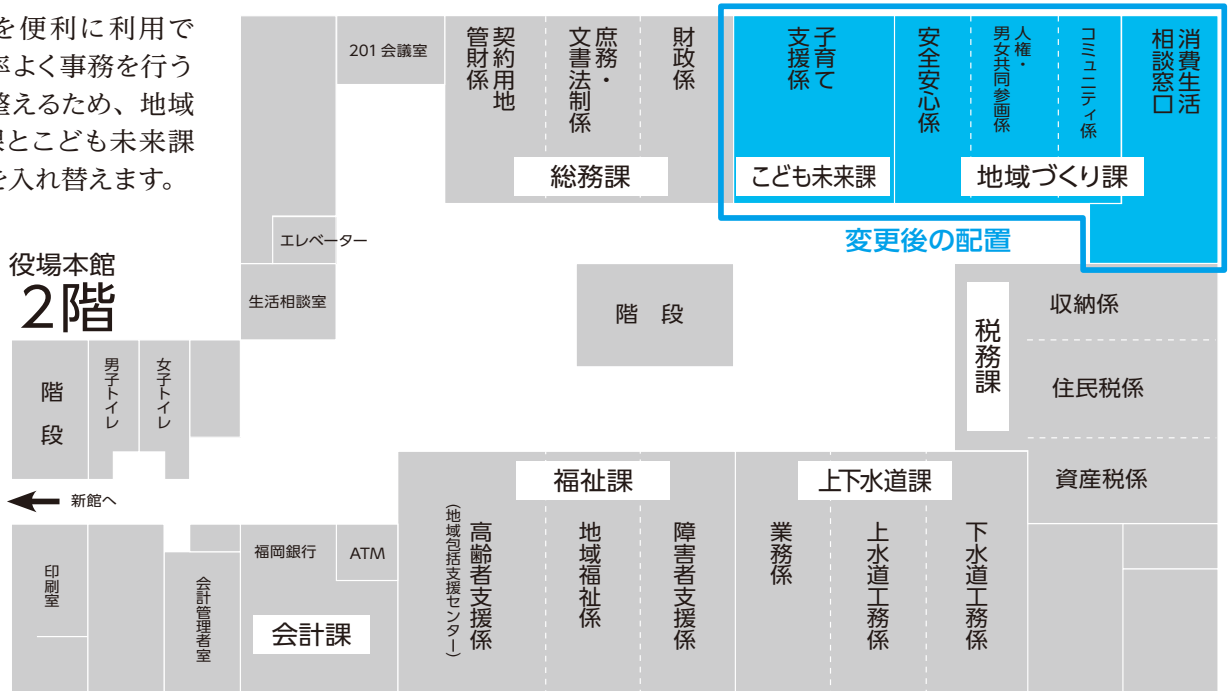 を便利に利用で
率よく事務を行う
整えるため、地域
課とこども未来課
を入れ替えます。
役場本館
2階
201会議室
契約用地
管財係
庶務・
文書法制係
財政係
総務課
子育て
支援係
こども未来課
安全安心係
人権・
男女共同参画係
コミュニティ係
地域づくり課
消費生活
相談窓口
変更後の配置
エレベーター
生活相談室
階段
税務課
収納係
住民税係
資産税係
階段
男子トイレ
女子トイレ
新館へ
印刷室
会計管理者室
福岡銀行
ATM
会計課
福祉課
高齢者支援係
(地域包括支援センター)
地域福祉係
障害者支援係
上下水道課
業務係
上水道工務係
下水道工務係